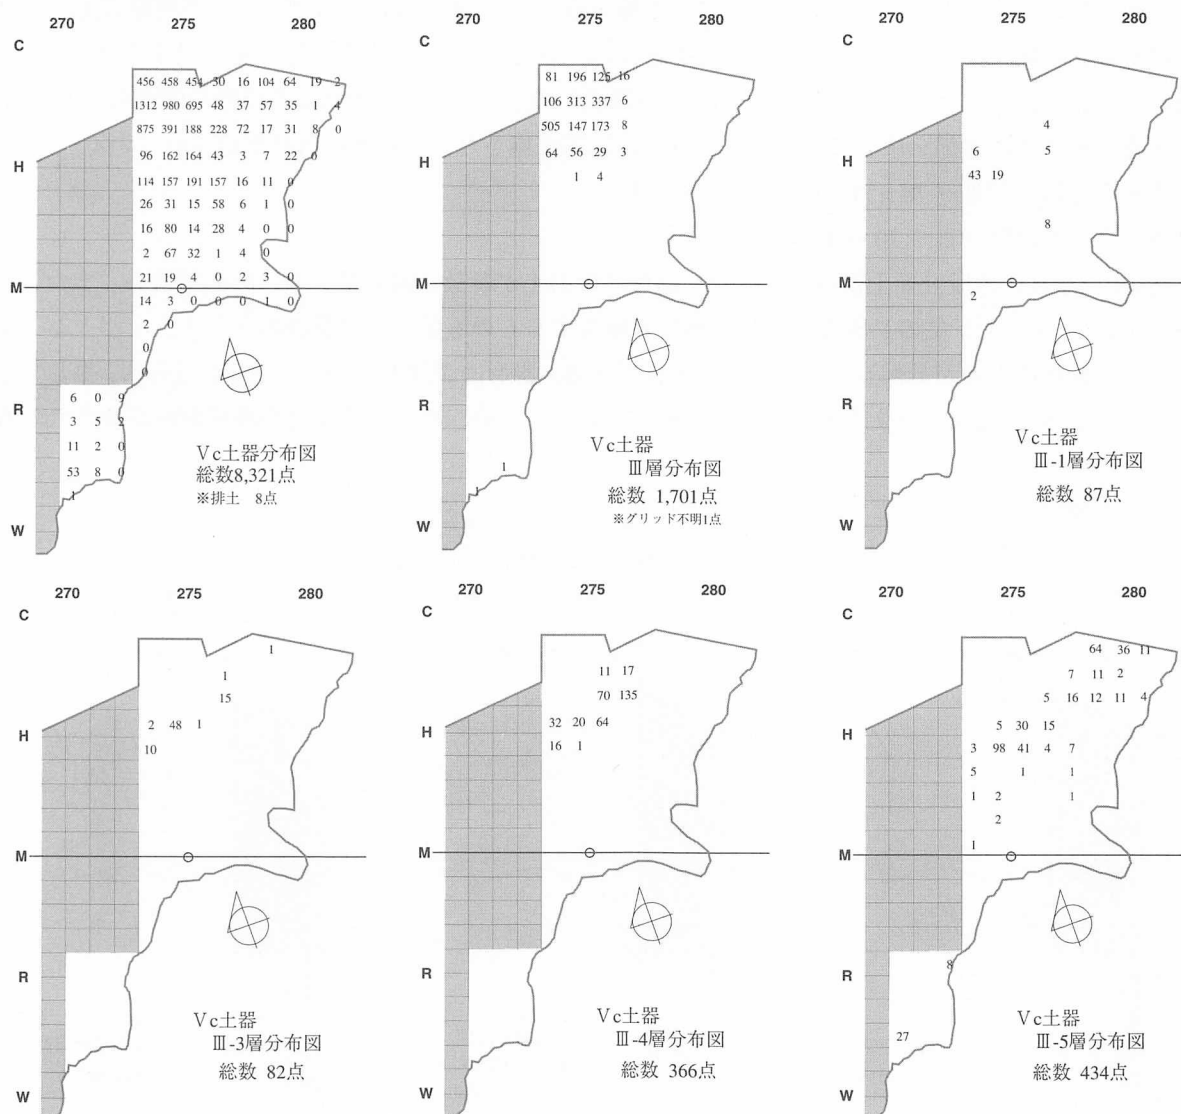 270 275 280
C
456 458 454 30 16 104 64 19 2
1312 980 695 48 37 57 35 1 4
875 391 188 228 72 17 31 8 0
96 162 164 43 3 7 22 0
H
114 157 191 157 16 11 0
26 31 15 58 6 1 0
16 80 14 28 4 0 0
2 67 32 1 4 0
21 19 4 0 2 3 0
M
14 3 0 0 0 1 0
2 0
0
0
6 0 9
R
3 5 2
11 2 0
53 8 0
1
W
Ⅴc土器分布図
総数8,321点
※排土 8点
270 275 280
C
81 196 125 16
106 313 337 6
505 147 173 8
64 56 29 3
H
1 4
M
R
1
1
W
Ⅴc土器
Ⅲ層分布図
総数 1,701点
※グリッド不明1点
270 275 280
C
4
6 5
H
43 19
8
M
2
R
W
Ⅴc土器
Ⅲ-1層分布図
総数 87点
270 275 280
C
1
1
15
2 48 1
H
10
M
R
W
Ⅴc土器
Ⅲ-3層分布図
総数 82点
270 275 280
C
11 17
70 135
32 20 64
H
16 1
M
R
W
Ⅴc土器
Ⅲ-4層分布図
総数 366点
270 275 280
C
64 36 11
7 11 2
5 16 12 11 4
5 30 15
H
3 98 41 4 7
5 1 1
1 2 1
2
1
M
8
R
27
W
Ⅴc土器
Ⅲ-5層分布図
総数 434点